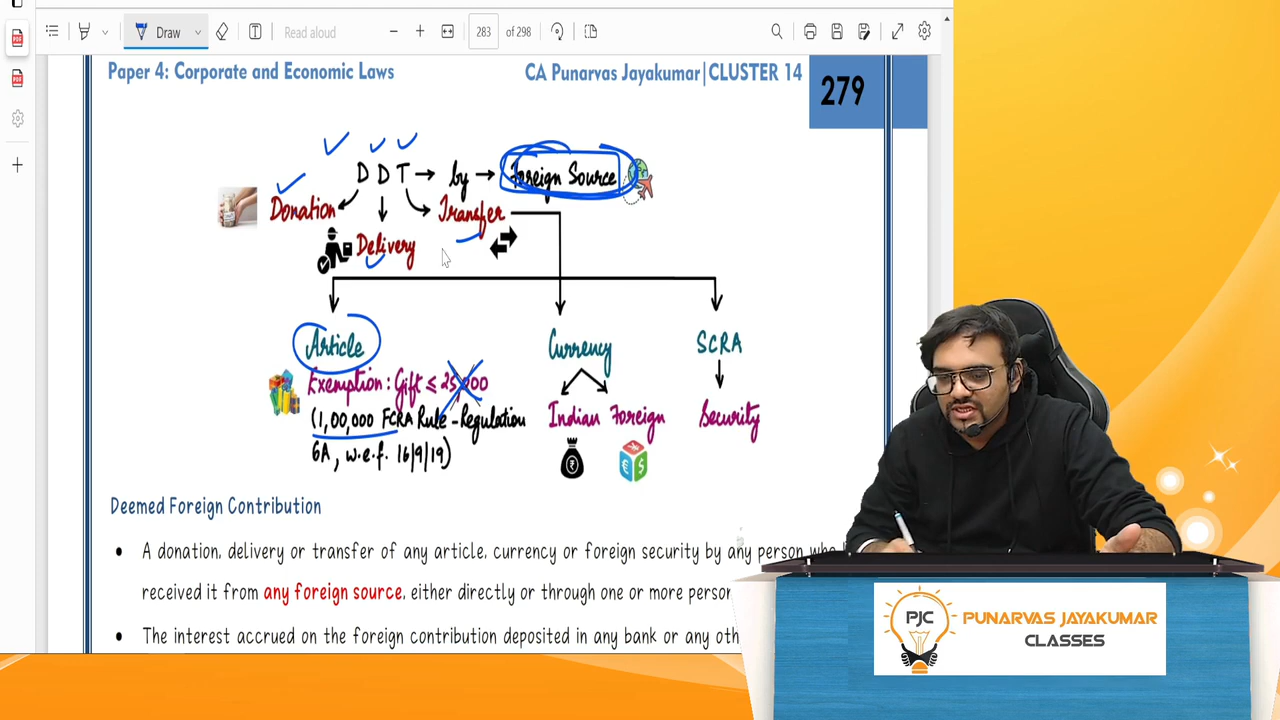 Draw
Read aloud
283 of 298
Paper 4: Corporate and Economic Laws
CA Punarvas Jayakumar|CLUSTER 14
279
D D T → by → Foreign Source
Donation
Transfer
Delivery
Article
Currency
SCRA
Exemption: Gift ≤ 25,000
(1,00,000 FCRA Rule - Regulation
6A, w.e.f. 16/9/19)
Indian Foreign
Security
Deemed Foreign Contribution
• A donation, delivery or transfer of any article, currency or foreign security by any person who
received it from any foreign source, either directly or through one or more person
• The interest accrued on the foreign contribution deposited in any bank or any oth
PJC
PUNARVAS JAYAKUMAR
CLASSES